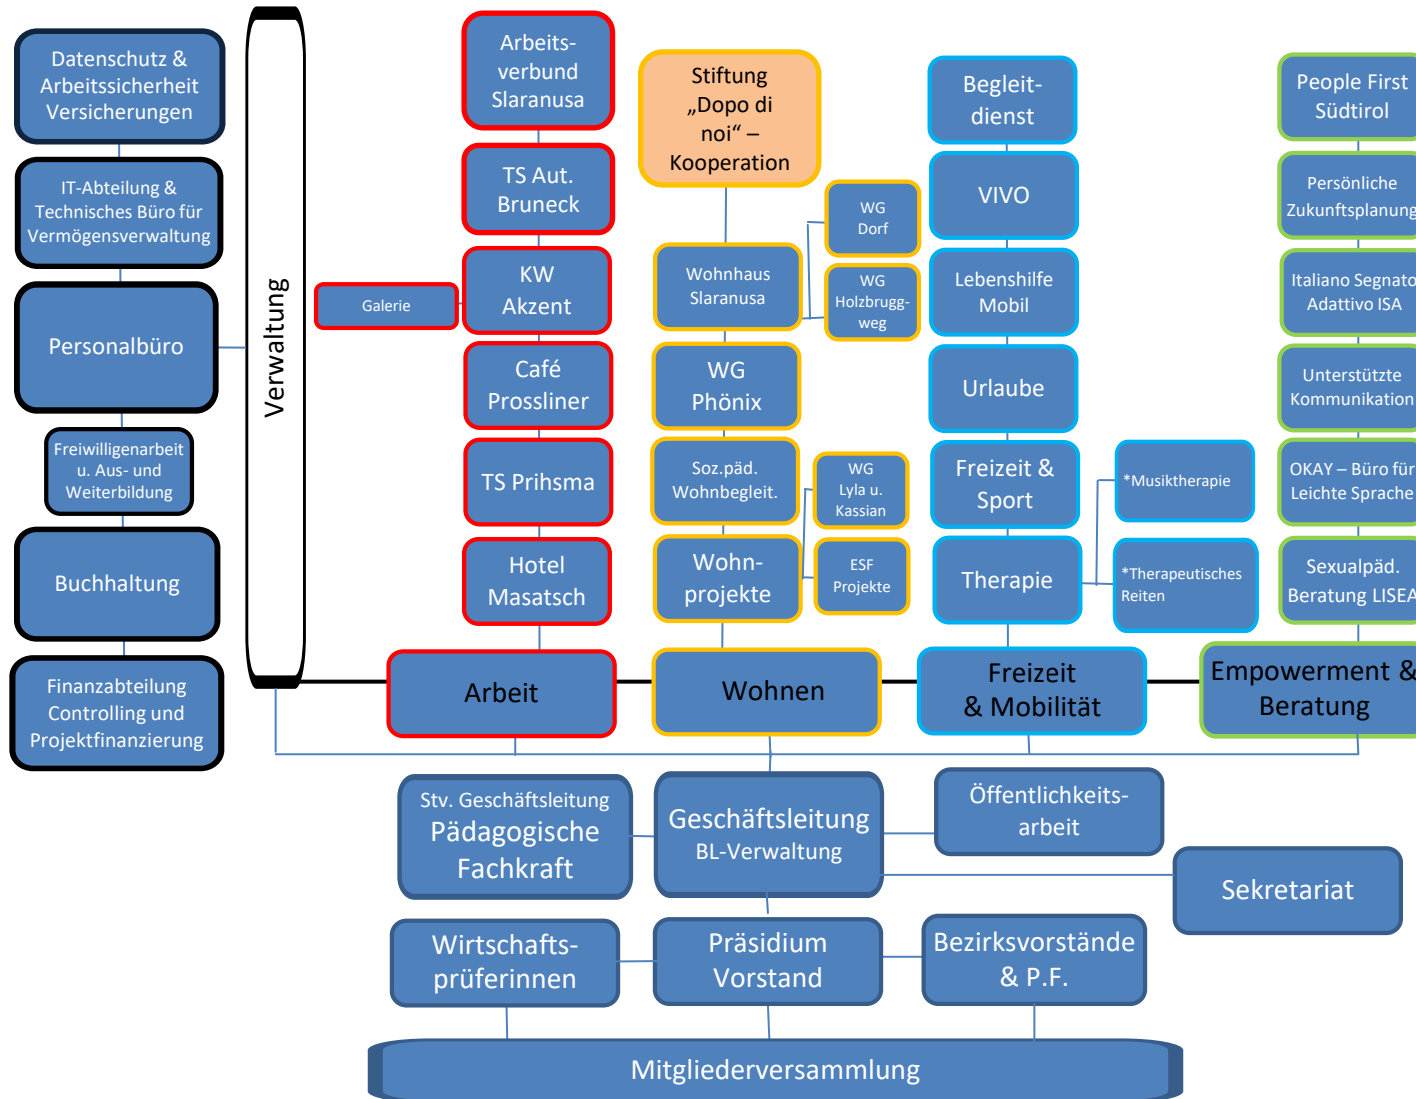 Datenschutz &
Arbeitssicherheit
Versicherungen
IT-Abteilung &
Technisches Büro für
Vermögensverwaltung
Personalbüro
Freiwilligenarbeit
u. Aus- und
Weiterbildung
Buchhaltung
Finanzabteilung
Controlling und
Projektfinanzierung
Verwaltung
Arbeits-
verbund
Slaranusa
TS Aut.
Bruneck
KW
Akzent
Galerie
Café
Prossliner
TS Prihsma
Hotel
Masatsch
Arbeit
Stiftung
„Dopo di
noi“ –
Kooperation
WG
Dorf
Wohnhaus
Slaranusa
WG
Holzbrugg-
weg
WG
Phönix
Soz.päd.
Wohnbegleit.
WG
Lyla u.
Kassian
Wohn-
projekte
ESF
Projekte
Wohnen
Begleit-
dienst
VIVO
Lebenshilfe
Mobil
Urlaube
Freizeit &
Sport
*Musiktherapie
Therapie
*Therapeutisches
Reiten
Freizeit
& Mobilität
People First
Südtirol
Persönliche
Zukunftsplanung
Italiano Segnato
Adattivo ISA
Unterstützte
Kommunikation
OKAY – Büro für
Leichte Sprache
Sexualpäd.
Beratung LISEA
Empowerment &
Beratung
Stv. Geschäftsleitung
Pädagogische
Fachkraft
Geschäftsleitung
BL-Verwaltung
Öffentlichkeits-
arbeit
Sekretariat
Wirtschafts-
prüferinnen
Präsidium
Vorstand
Bezirksvorstände
& P.F.
Mitgliederversammlung